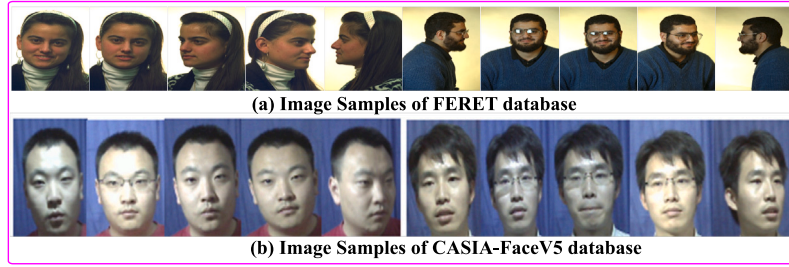 (a) Image Samples of FERET database
(b) Image Samples of CASIA-FaceV5 database